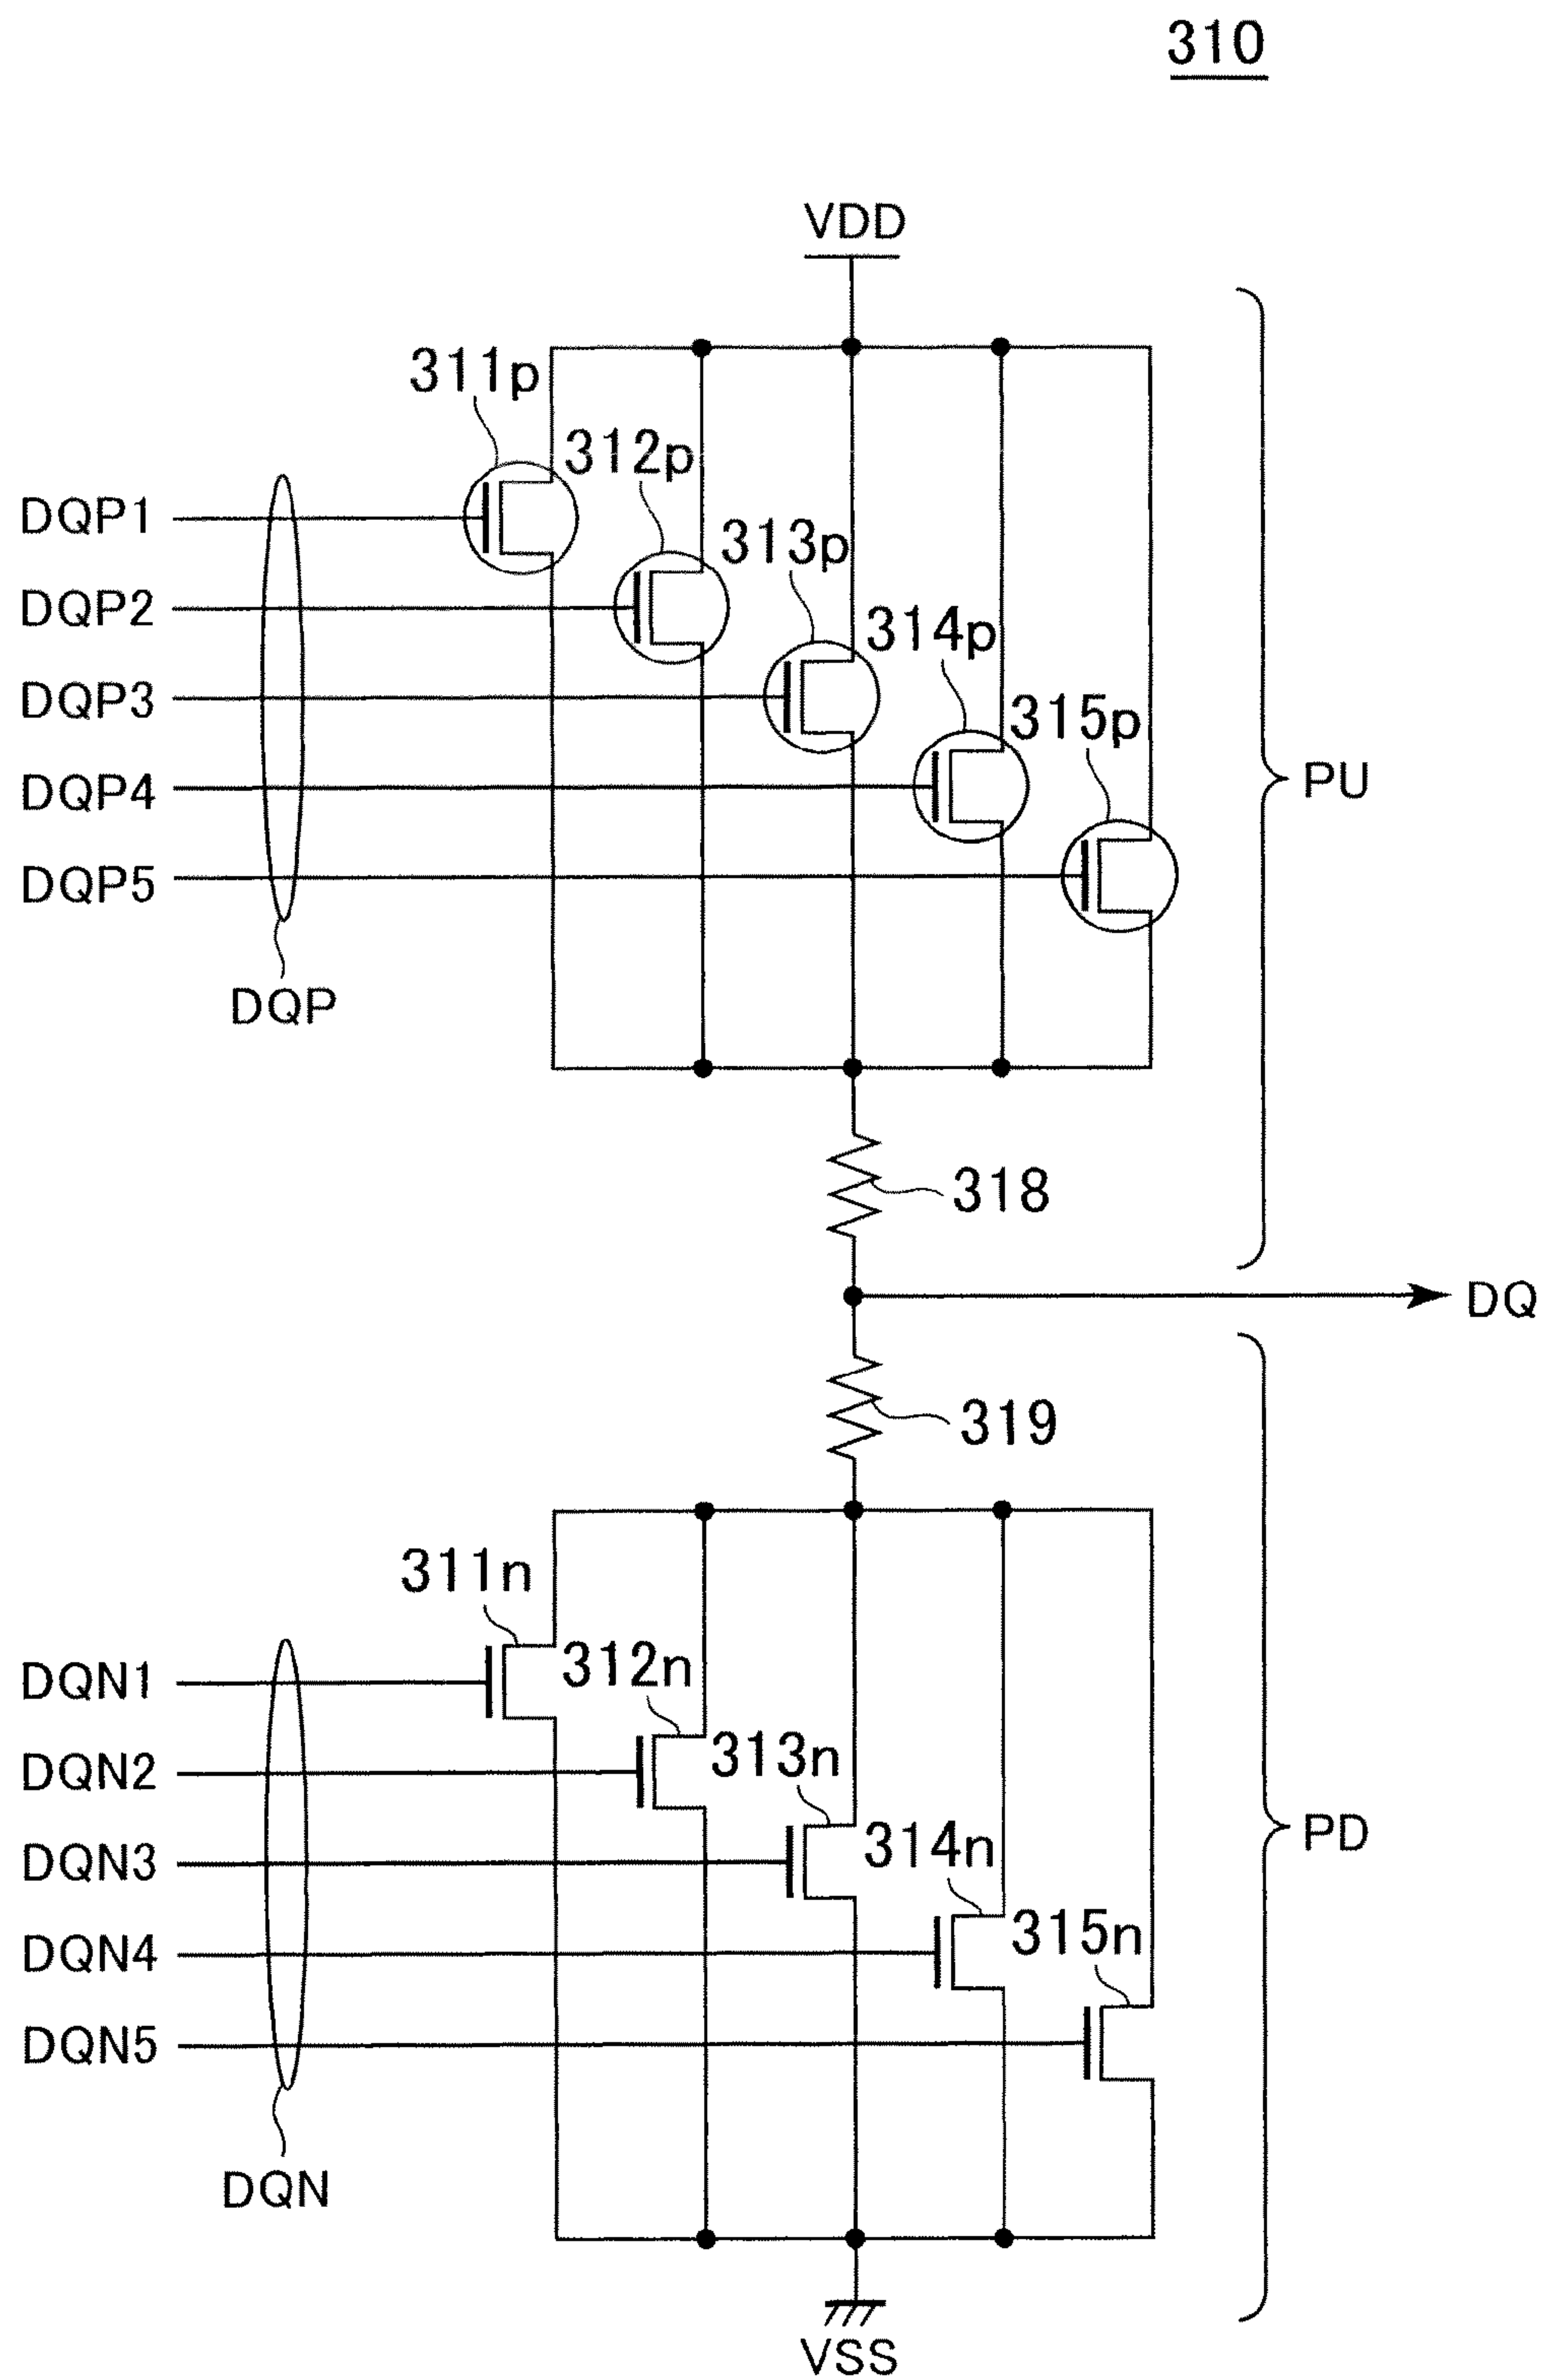 310
VDD
311p
312p
DQP1
313p
DQP2
314p
DQP3
315p
DQP4
PU
DQP5
DQP
318
DQ
319
311n
312n
DQN1
313n
DQN2
314n
PD
DQN3
315n
DQN4
DQN5
DQN
VSS